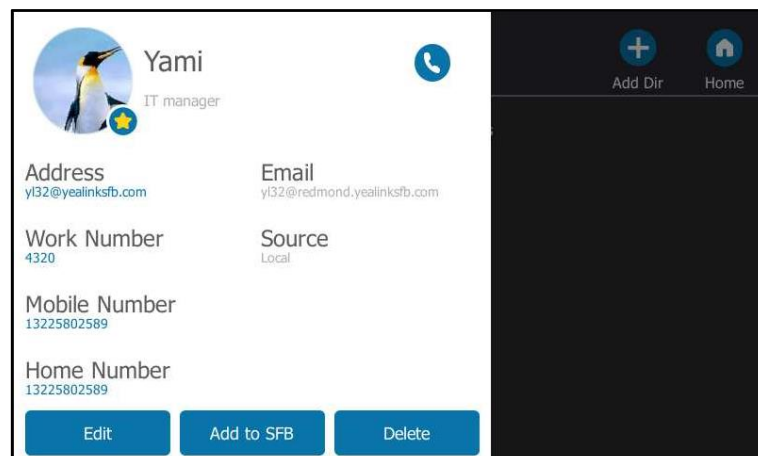 Yami
IT manager
Add Dir
Home
Address
yl32@yealinksfb.com
Email
yl32@redmond.yealinksfb.com
Work Number
4320
Source
Local
Mobile Number
13225802589
Home Number
13225802589
Edit
Add to SFB
Delete